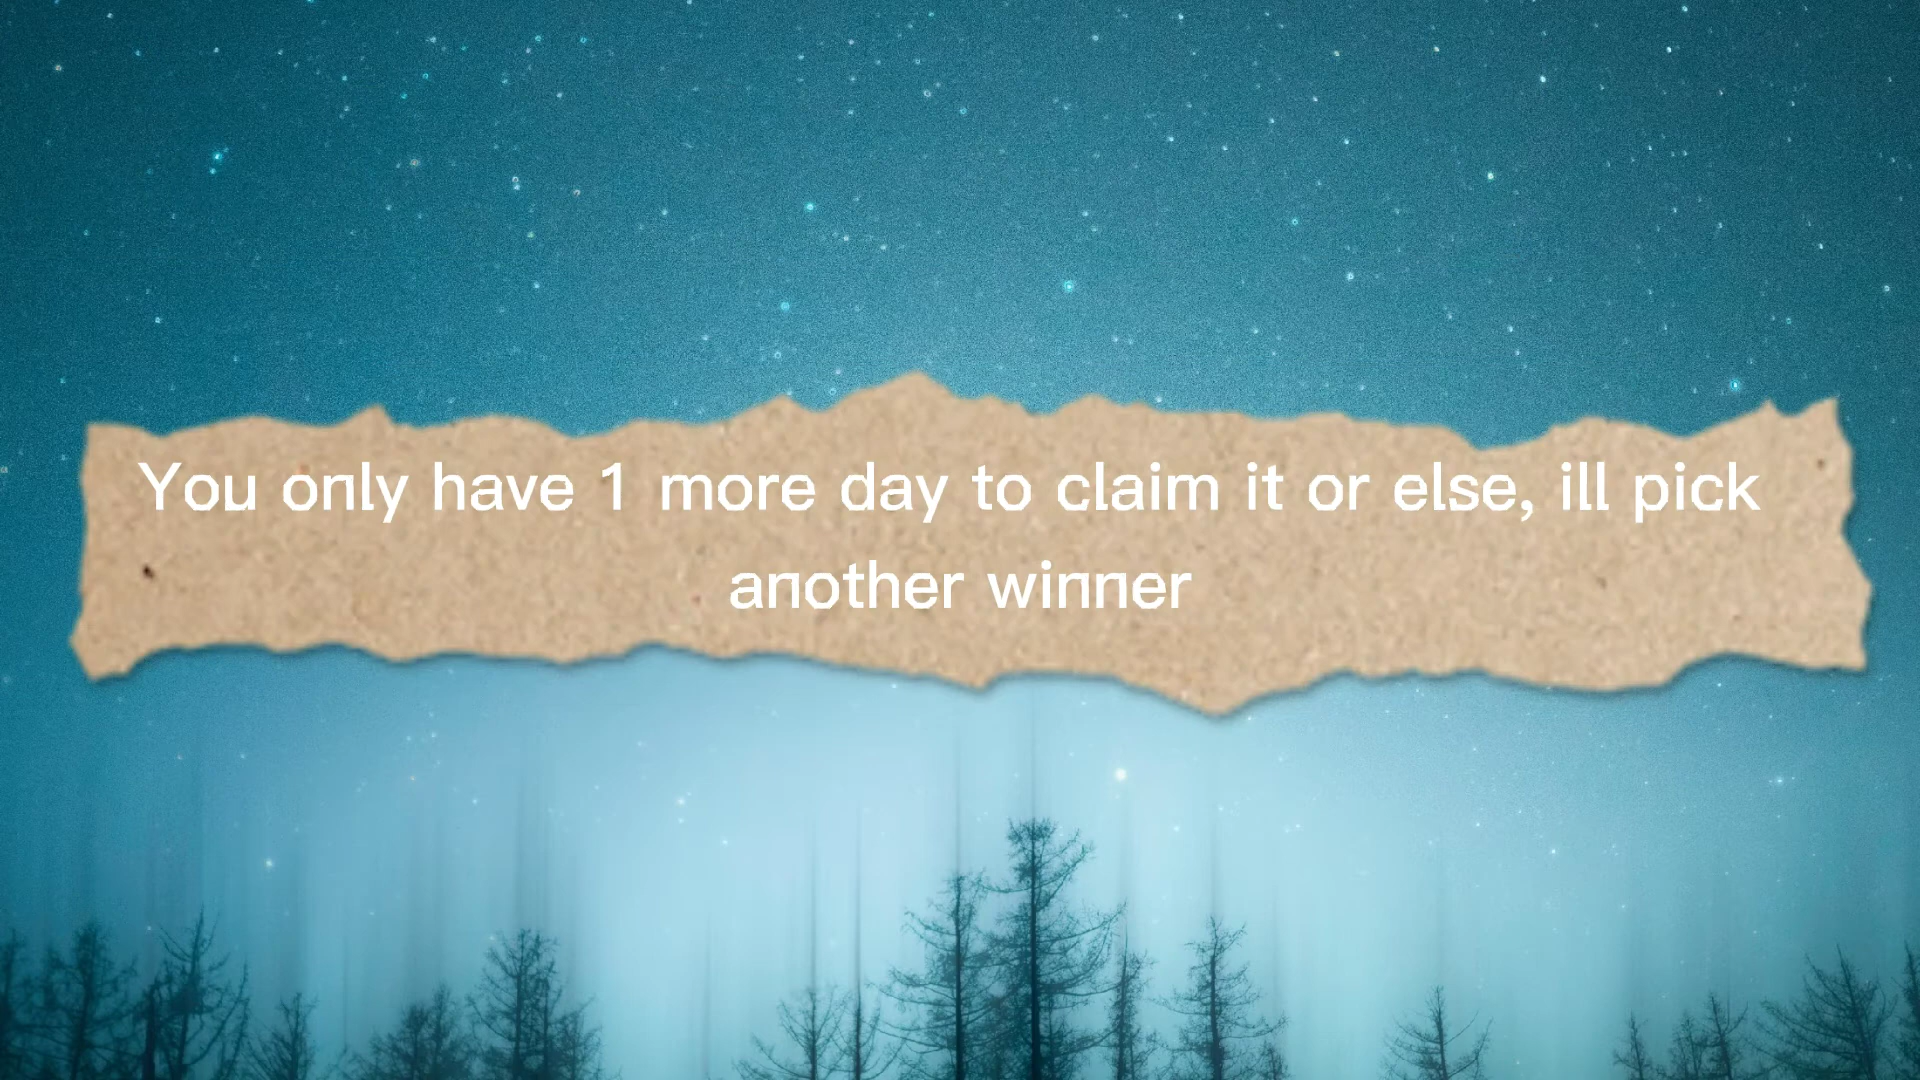 You only have 1 more day to claim it or else, ill pick
another winner